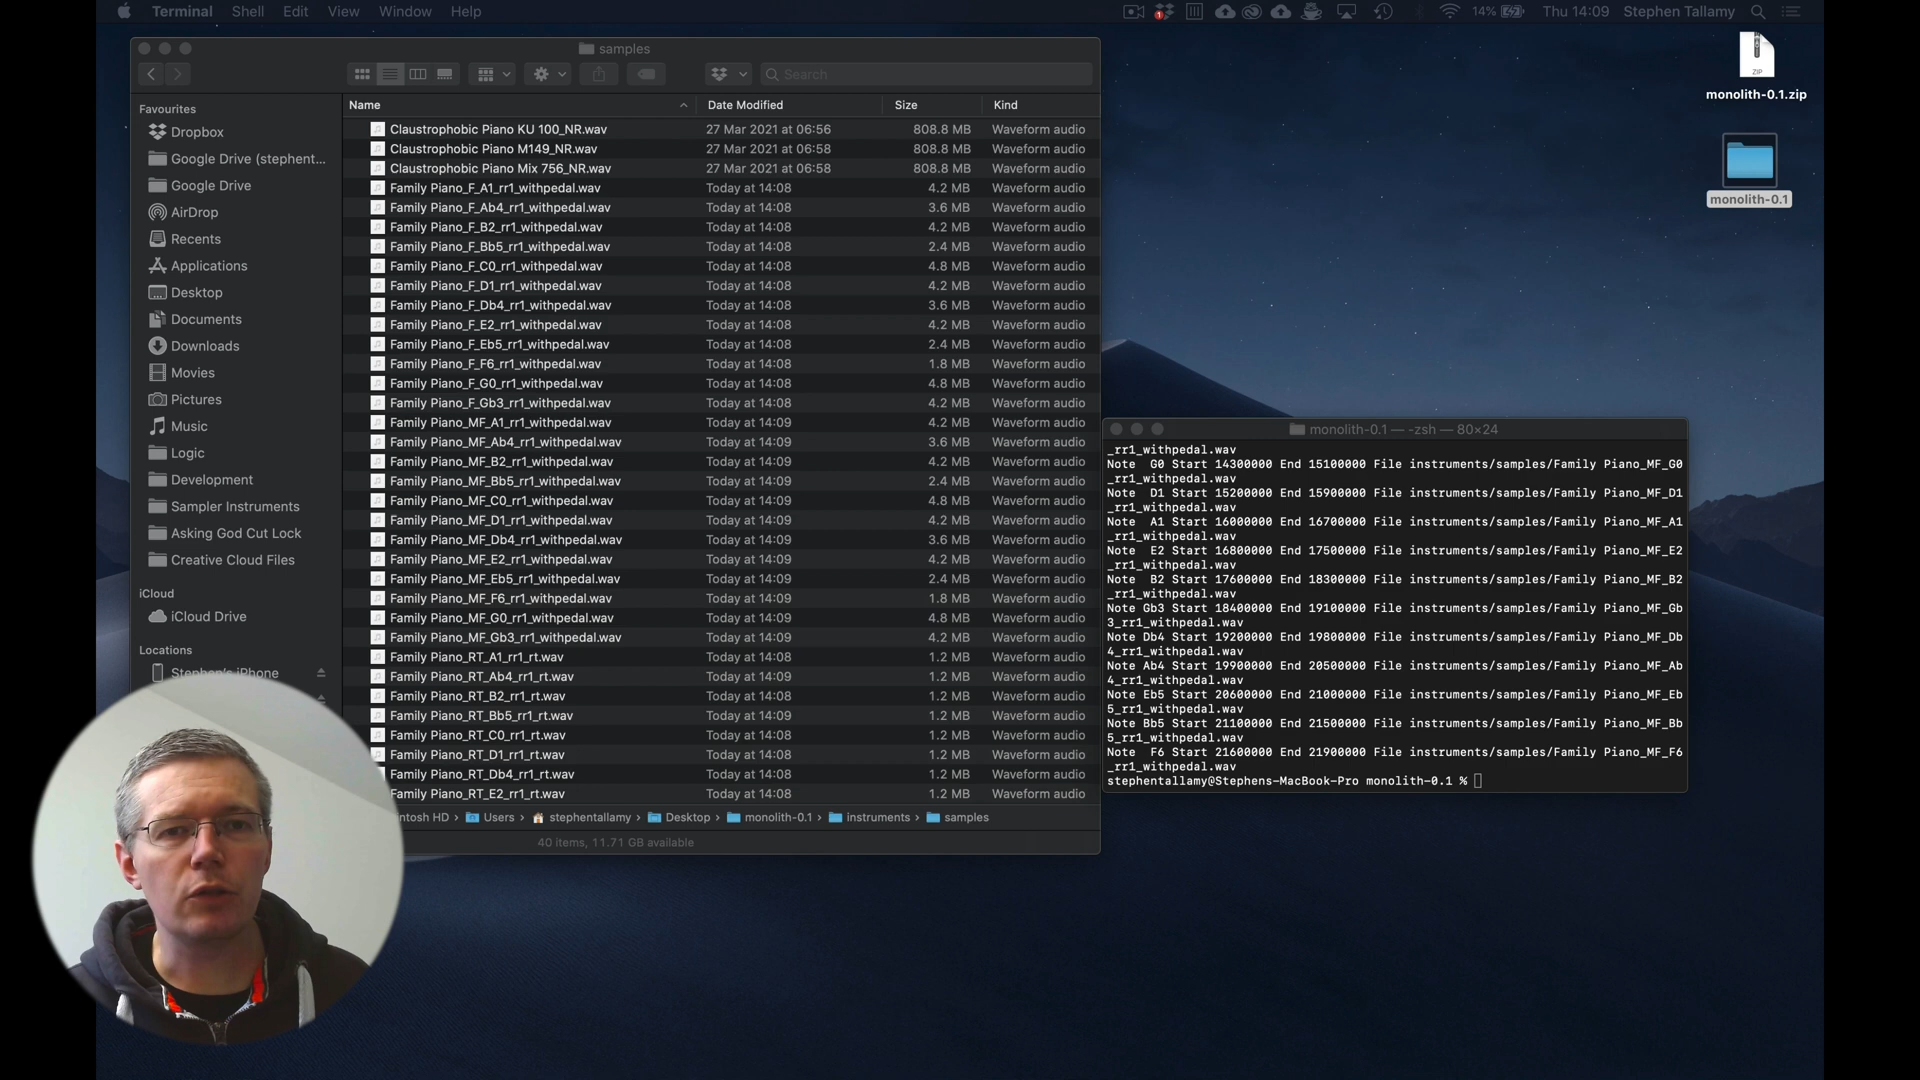 Terminal Shell Edit View Window Help
1
14% Thu 14:09 Stephen Tallamy
samples
Search
Favourites
Dropbox
Google Drive (stephent...
Google Drive
AirDrop
Recents
Applications
Desktop
Documents
Downloads
Movies
Pictures
Music
Logic
Development
Sampler Instruments
Asking God Cut Lock
Creative Cloud Files
iCloud
iCloud Drive
Locations
Stephen's iPhone
Name Date Modified Size Kind
Claustrophobic Piano KU 100_NR.wav 27 Mar 2021 at 06:56 808.8 MB Waveform audio
Claustrophobic Piano M149_NR.wav 27 Mar 2021 at 06:58 808.8 MB Waveform audio
Claustrophobic Piano Mix 756_NR.wav 27 Mar 2021 at 06:58 808.8 MB Waveform audio
Family Piano_F_A1_rr1_withpedal.wav Today at 14:08 4.2 MB Waveform audio
Family Piano_F_Ab4_rr1_withpedal.wav Today at 14:08 3.6 MB Waveform audio
Family Piano_F_B2_rr1_withpedal.wav Today at 14:08 4.2 MB Waveform audio
Family Piano_F_Bb5_rr1_withpedal.wav Today at 14:08 2.4 MB Waveform audio
Family Piano_F_C0_rr1_withpedal.wav Today at 14:08 4.8 MB Waveform audio
Family Piano_F_D1_rr1_withpedal.wav Today at 14:08 4.2 MB Waveform audio
Family Piano_F_Db4_rr1_withpedal.wav Today at 14:08 3.6 MB Waveform audio
Family Piano_F_E2_rr1_withpedal.wav Today at 14:08 4.2 MB Waveform audio
Family Piano_F_Eb5_rr1_withpedal.wav Today at 14:08 2.4 MB Waveform audio
Family Piano_F_F6_rr1_withpedal.wav Today at 14:08 1.8 MB Waveform audio
Family Piano_F_G0_rr1_withpedal.wav Today at 14:08 4.8 MB Waveform audio
Family Piano_F_Gb3_rr1_withpedal.wav Today at 14:08 4.2 MB Waveform audio
Family Piano_MF_A1_rr1_withpedal.wav Today at 14:09 4.2 MB Waveform audio
Family Piano_MF_Ab4_rr1_withpedal.wav Today at 14:09 3.6 MB Waveform audio
Family Piano_MF_B2_rr1_withpedal.wav Today at 14:09 4.2 MB Waveform audio
Family Piano_MF_Bb5_rr1_withpedal.wav Today at 14:09 2.4 MB Waveform audio
Family Piano_MF_C0_rr1_withpedal.wav Today at 14:09 4.8 MB Waveform audio
Family Piano_MF_D1_rr1_withpedal.wav Today at 14:09 4.2 MB Waveform audio
Family Piano_MF_Db4_rr1_withpedal.wav Today at 14:09 3.6 MB Waveform audio
Family Piano_MF_E2_rr1_withpedal.wav Today at 14:09 4.2 MB Waveform audio
Family Piano_MF_Eb5_rr1_withpedal.wav Today at 14:09 2.4 MB Waveform audio
Family Piano_MF_F6_rr1_withpedal.wav Today at 14:09 1.8 MB Waveform audio
Family Piano_MF_G0_rr1_withpedal.wav Today at 14:09 4.8 MB Waveform audio
Family Piano_MF_Gb3_rr1_withpedal.wav Today at 14:09 4.2 MB Waveform audio
Family Piano_RT_A1_rr1_rt.wav Today at 14:08 1.2 MB Waveform audio
Family Piano_RT_Ab4_rr1_rt.wav Today at 14:09 1.2 MB Waveform audio
Family Piano_RT_B2_rr1_rt.wav Today at 14:08 1.2 MB Waveform audio
Family Piano_RT_Bb5_rr1_rt.wav Today at 14:09 1.2 MB Waveform audio
Family Piano_RT_C0_rr1_rt.wav Today at 14:08 1.2 MB Waveform audio
Family Piano_RT_D1_rr1_rt.wav Today at 14:08 1.2 MB Waveform audio
Family Piano_RT_Db4_rr1_rt.wav Today at 14:08 1.2 MB Waveform audio
Family Piano_RT_E2_rr1_rt.wav Today at 14:08 1.2 MB Waveform audio
ntosh HD › Users › stephentallamy › Desktop › monolith-0.1 › instruments › samples
40 items, 11.71 GB available
ZIP
monolith-0.1.zip
monolith-0.1
monolith-0.1 — -zsh — 80×24
_rr1_withpedal.wav
Note  G0 Start 14300000 End 15100000 File instruments/samples/Family Piano_MF_G0
_rr1_withpedal.wav
Note  D1 Start 15200000 End 15900000 File instruments/samples/Family Piano_MF_D1
_rr1_withpedal.wav
Note  A1 Start 16000000 End 16700000 File instruments/samples/Family Piano_MF_A1
_rr1_withpedal.wav
Note  E2 Start 16800000 End 17500000 File instruments/samples/Family Piano_MF_E2
_rr1_withpedal.wav
Note  B2 Start 17600000 End 18300000 File instruments/samples/Family Piano_MF_B2
_rr1_withpedal.wav
Note Gb3 Start 18400000 End 19100000 File instruments/samples/Family Piano_MF_Gb
3_rr1_withpedal.wav
Note Db4 Start 19200000 End 19800000 File instruments/samples/Family Piano_MF_Db
4_rr1_withpedal.wav
Note Ab4 Start 19900000 End 20500000 File instruments/samples/Family Piano_MF_Ab
4_rr1_withpedal.wav
Note Eb5 Start 20600000 End 21000000 File instruments/samples/Family Piano_MF_Eb
5_rr1_withpedal.wav
Note Bb5 Start 21100000 End 21500000 File instruments/samples/Family Piano_MF_Bb
5_rr1_withpedal.wav
Note  F6 Start 21600000 End 21900000 File instruments/samples/Family Piano_MF_F6
_rr1_withpedal.wav
stephentallamy@Stephens-MacBook-Pro monolith-0.1 %